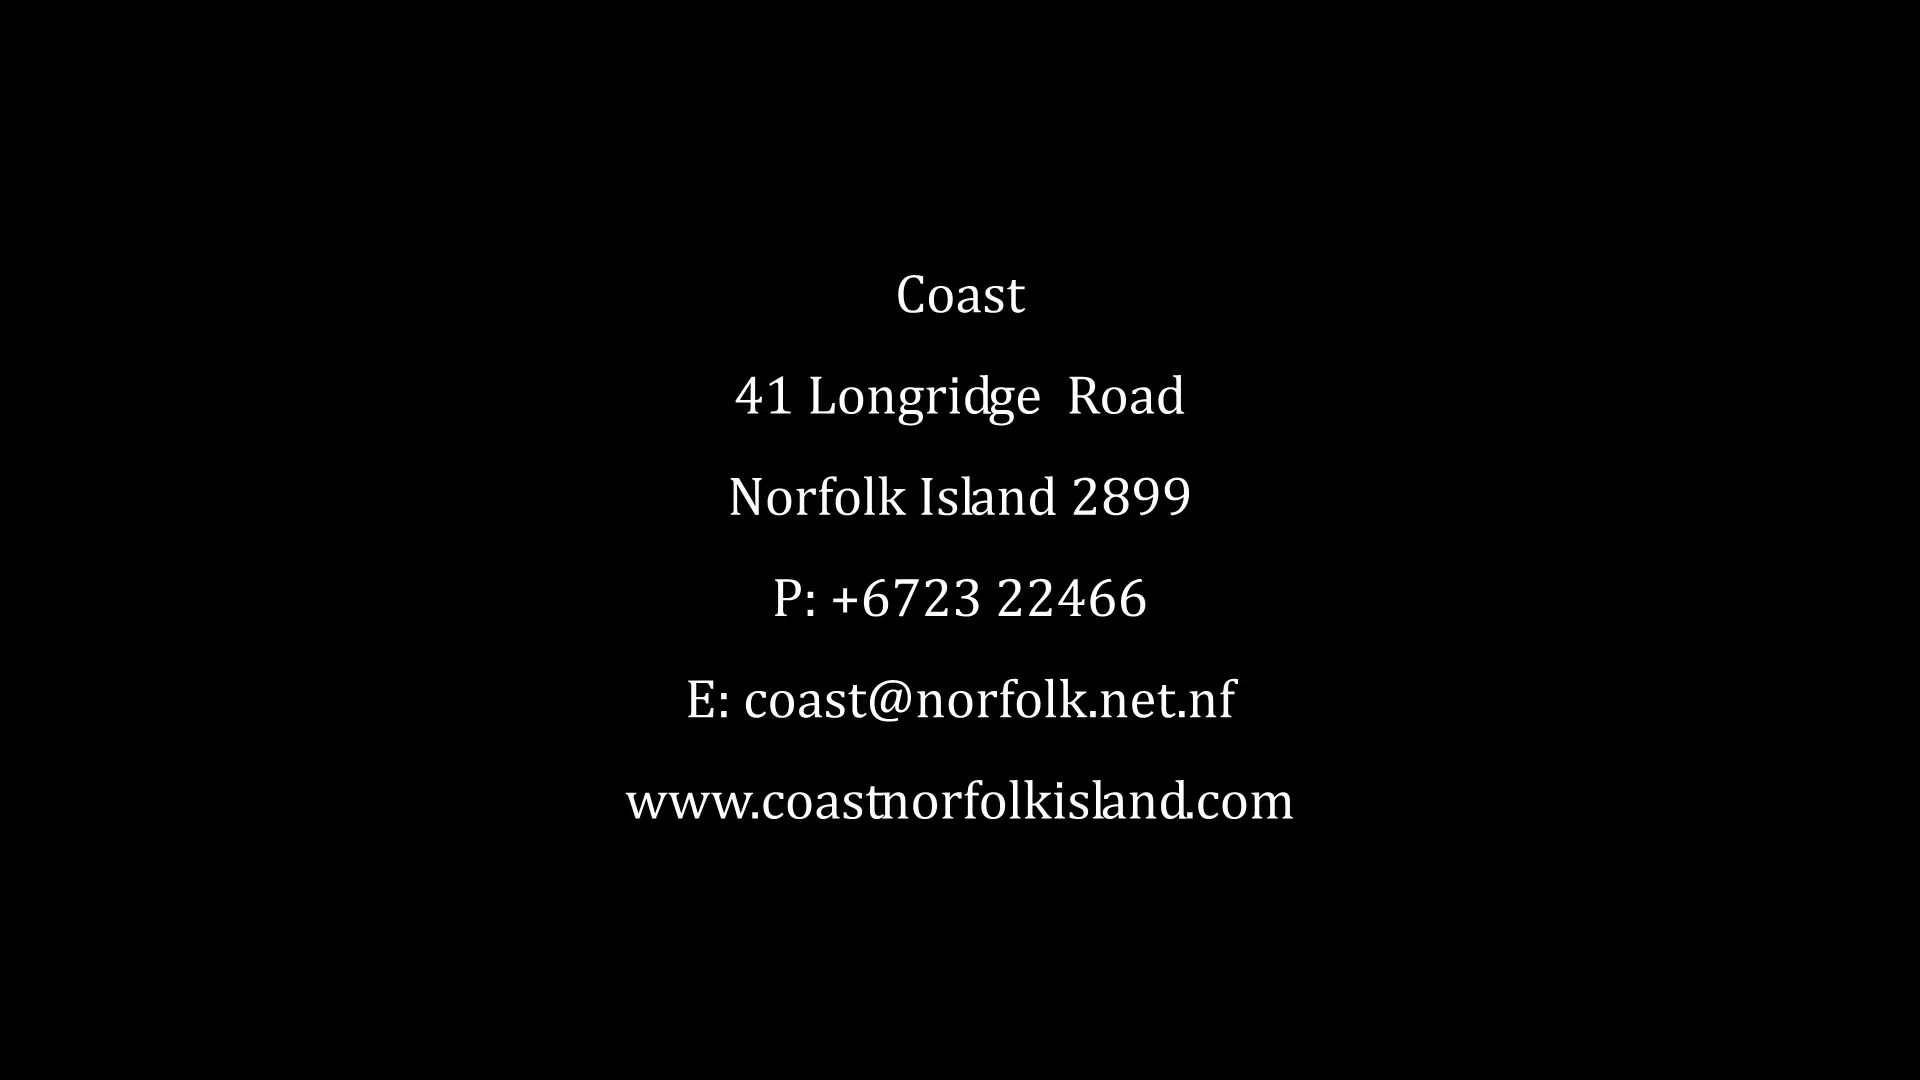 Coast
41 Longridge  Road
Norfolk Island 2899
P: +6723 22466
E: coast@norfolk.net.nf
www.coastnorfolkisland.com